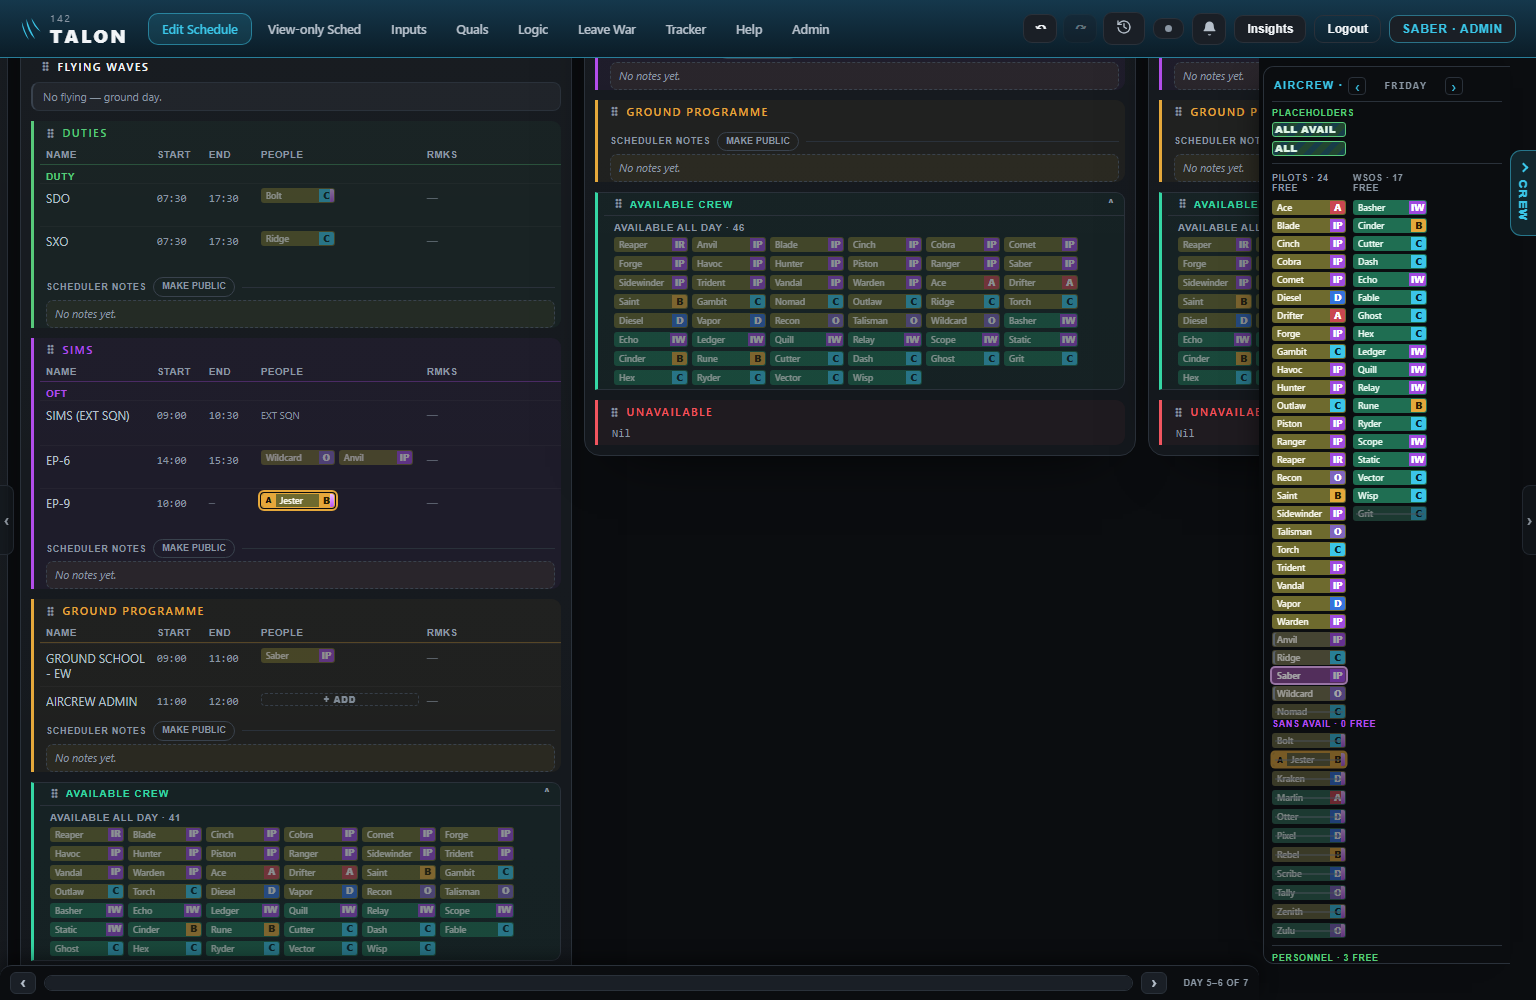 142
TALON
Edit Schedule
View-only Sched
Inputs
Quals
Logic
Leave War
Tracker
Help
Admin
Insights
Logout
SABER · ADMIN
FLYING WAVES
No flying — ground day.
DUTIES
NAME START END PEOPLE RMKS
DUTY
SDO 07:30 17:30 Bolt C —
SXO 07:30 17:30 Ridge C —
SCHEDULER NOTES MAKE PUBLIC
No notes yet.
SIMS
NAME START END PEOPLE RMKS
OFT
SIMS (EXT SQN) 09:00 10:30 EXT SQN —
EP-6 14:00 15:30 Wildcard O Anvil IP —
EP-9 10:00 — A Jester B —
SCHEDULER NOTES MAKE PUBLIC
No notes yet.
GROUND PROGRAMME
NAME START END PEOPLE RMKS
GROUND SCHOOL - EW 09:00 11:00 Saber IP —
AIRCREW ADMIN 11:00 12:00 + ADD —
SCHEDULER NOTES MAKE PUBLIC
No notes yet.
AVAILABLE CREW
AVAILABLE ALL DAY · 41
Reaper IR Blade IP Cinch IP Cobra IP Comet IP Forge IP
Havoc IP Hunter IP Piston IP Ranger IP Sidewinder IP Trident IP
Vandal IP Warden IP Ace A Drifter A Saint B Gambit C
Outlaw C Torch C Diesel D Vapor D Recon O Talisman O
Basher IW Echo IW Ledger IW Quill IW Relay IW Scope IW
Static IW Cinder B Rune B Cutter C Dash C Fable C
Ghost C Hex C Ryder C Vector C Wisp C
No notes yet.
GROUND PROGRAMME
SCHEDULER NOTES MAKE PUBLIC
No notes yet.
AVAILABLE CREW
AVAILABLE ALL DAY · 46
Reaper IR Anvil IP Blade IP Cinch IP Cobra IP Comet IP
Forge IP Havoc IP Hunter IP Piston IP Ranger IP Saber IP
Sidewinder IP Trident IP Vandal IP Warden IP Ace A Drifter A
Saint B Gambit C Nomad C Outlaw C Ridge C Torch C
Diesel D Vapor D Recon O Talisman O Wildcard O Basher IW
Echo IW Ledger IW Quill IW Relay IW Scope IW Static IW
Cinder B Rune B Cutter C Dash C Ghost C Grit C
Hex C Ryder C Vector C Wisp C
UNAVAILABLE
Nil
No notes yet.
GROUND P
SCHEDULER NOT
No notes yet.
AVAILABLE
AVAILABLE ALL
Reaper IR
Forge IP
Sidewinder IP
Saint B
Diesel D
Echo IW
Cinder B
Hex C
UNAVAILAB
Nil
AIRCREW · ‹ FRIDAY ›
PLACEHOLDERS
ALL AVAIL
ALL
PILOTS · 24 FREE
WSOS · 17 FREE
Ace A Basher IW
Blade IP Cinder B
Cinch IP Cutter C
Cobra IP Dash C
Comet IP Echo IW
Diesel D Fable C
Drifter A Ghost C
Forge IP Hex C
Gambit C Ledger IW
Havoc IP Quill IW
Hunter IP Relay IW
Outlaw C Rune B
Piston IP Ryder C
Ranger IP Scope IW
Reaper IR Static IW
Recon O Vector C
Saint B Wisp C
Sidewinder IP Grit C
Talisman O
Torch C
Trident IP
Vandal IP
Vapor D
Warden IP
Anvil IP
Ridge C
Saber IP
Wildcard O
Nomad C
SANS AVAIL · 0 FREE
Bolt C
A Jester B
Kraken D
Marlin A
Otter D
Pixel D
Rebel B
Scribe D
Tally O
Zenith C
Zulu O
PERSONNEL · 3 FREE
CREW
DAY 5–6 OF 7